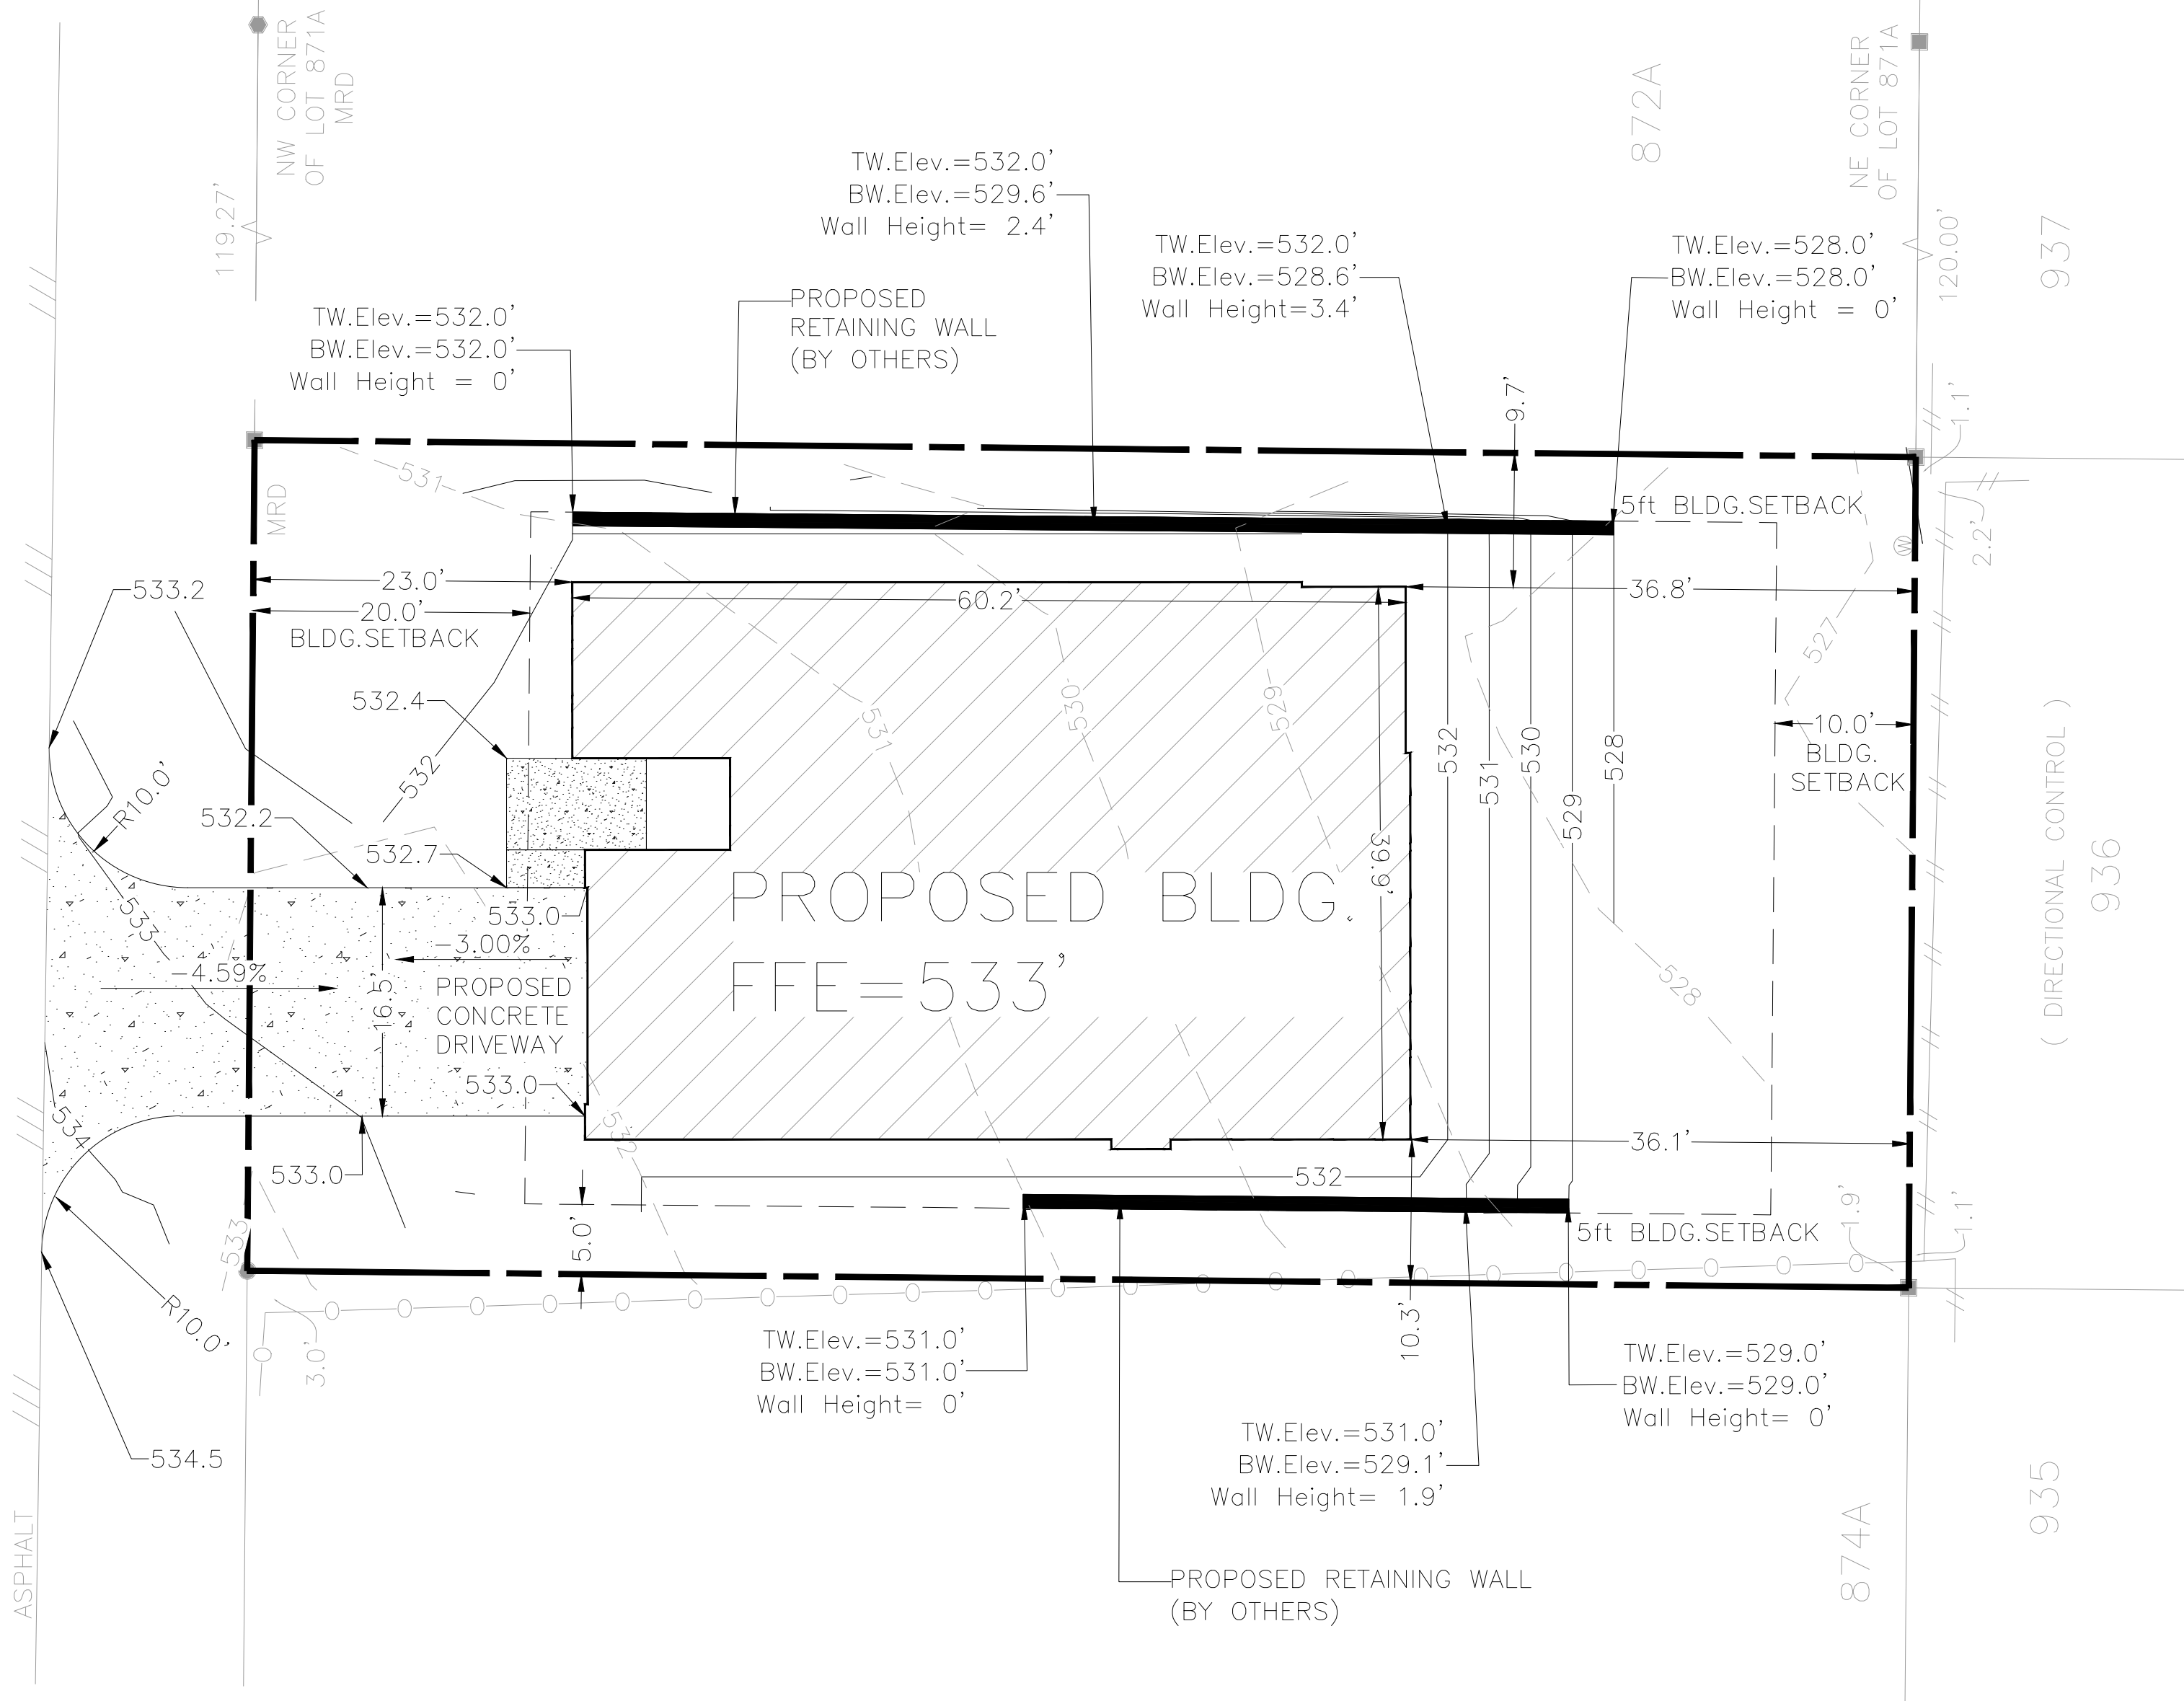 NW CORNER
OF LOT 871A
MRD
119.27'
872A
NE CORNER
OF LOT 871A
120.00'
937
TW.Elev.=532.0'
BW.Elev.=529.6'
Wall Height= 2.4'
TW.Elev.=532.0'
BW.Elev.=528.6'
Wall Height=3.4'
TW.Elev.=528.0'
BW.Elev.=528.0'
Wall Height = 0'
PROPOSED
RETAINING WALL
(BY OTHERS)
TW.Elev.=532.0'
BW.Elev.=532.0'
Wall Height = 0'
9.7'
1.1'
531
MRD
5ft BLDG.SETBACK
W
2.2'
533.2
23.0'
20.0'
BLDG.SETBACK
60.2'
36.8'
527
532.4
532
531
530
529
532
531
530
529
528
10.0'
BLDG.
SETBACK
R10.0'
532.2
532.7
39.9'
( DIRECTIONAL CONTROL )
936
533
533.0
PROPOSED BLDG.
FFE=533'
-3.00%
-4.59%
16.5'
PROPOSED
CONCRETE
DRIVEWAY
528
533.0
534
532
36.1'
533.0
532
5.0'
533
5ft BLDG.SETBACK
1.9'
1.1'
R10.0'
3.0'
10.3'
TW.Elev.=531.0'
BW.Elev.=531.0'
Wall Height= 0'
TW.Elev.=529.0'
BW.Elev.=529.0'
Wall Height= 0'
TW.Elev.=531.0'
BW.Elev.=529.1'
Wall Height= 1.9'
534.5
ASPHALT
PROPOSED RETAINING WALL
(BY OTHERS)
874A
935